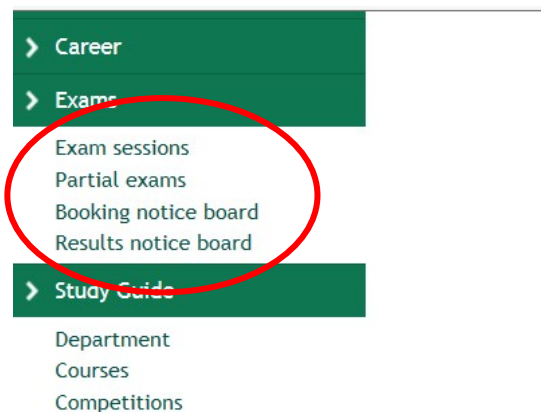 Career
Exams
Exam sessions
Partial exams
Booking notice board
Results notice board
Study Guide
Department
Courses
Competitions